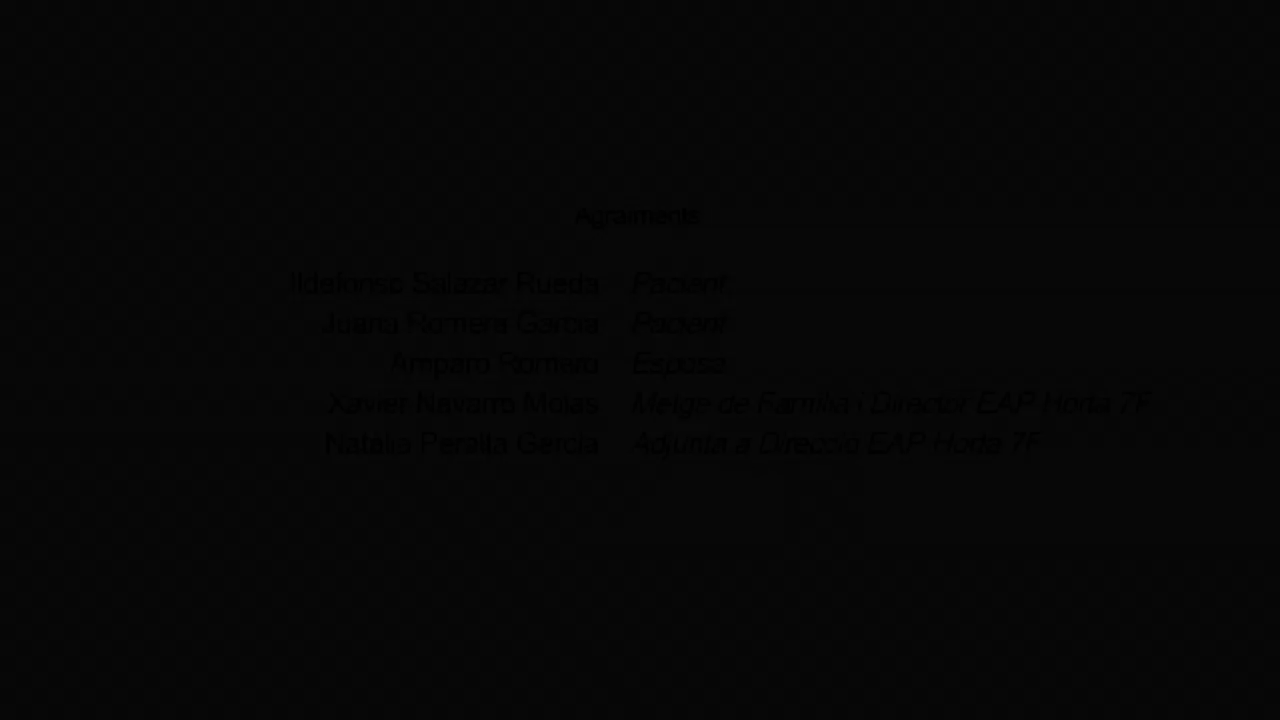 Agraïments
Ildefonso Salazar Rueda Pacient
Juana Romera Garcia Pacient
Amparo Romero Esposa
Xavier Navarro Molas Metge de Família i Director EAP Horta 7F
Natalia Peralta Garcia Adjunta a Direcció EAP Horta 7F